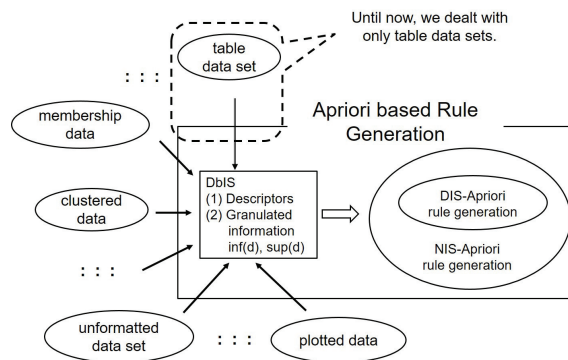 Until now, we dealt with
only table data sets.
table
data set
: : :
membership
data
Apriori based Rule
Generation
DbIS
(1) Descriptors
(2) Granulated
information
inf(d), sup(d)
DIS-Apriori
rule generation
NIS-Apriori
rule generation
clustered
data
: : :
unformatted
data set
: : :
plotted data